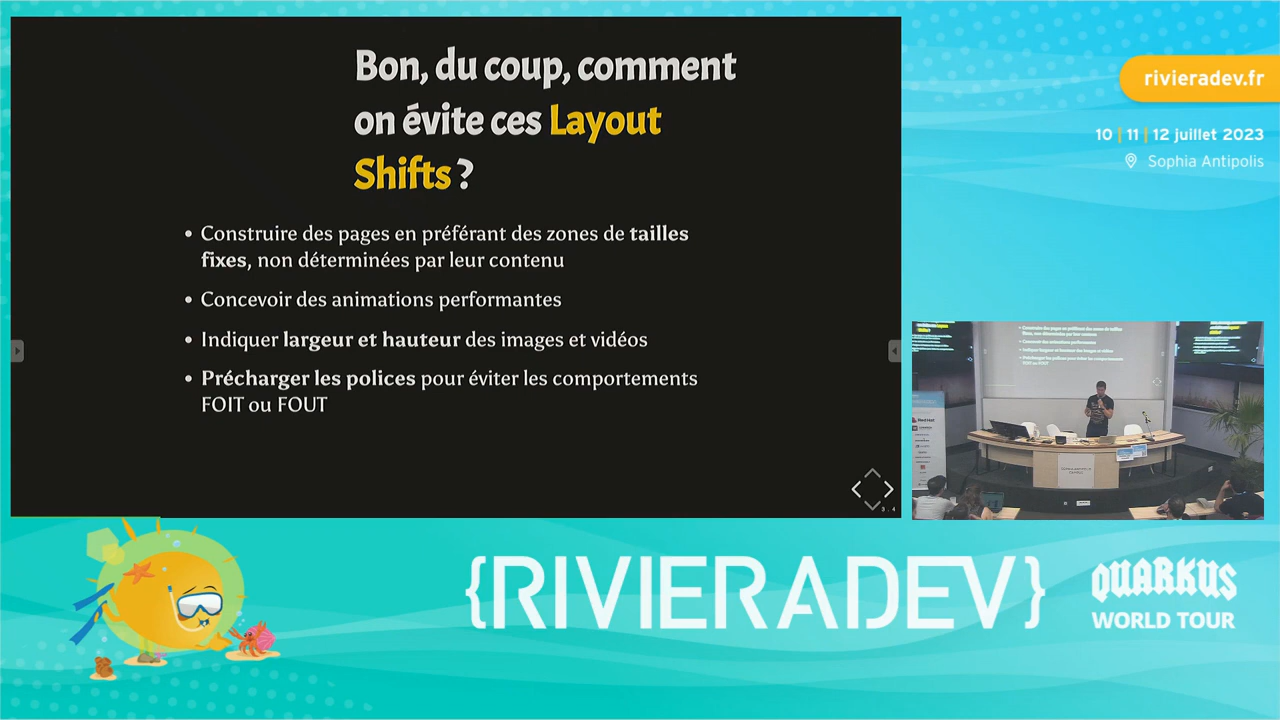 Bon, du coup, comment
on évite ces Layout
Shifts ?
• Construire des pages en préférant des zones de tailles
fixes, non déterminées par leur contenu
• Concevoir des animations performantes
• Indiquer largeur et hauteur des images et vidéos
• Précharger les polices pour éviter les comportements
FOIT ou FOUT
3.4
rivieradev.fr
10 | 11 | 12 juillet 2023
Sophia Antipolis
{RIVIERADEV}
QUARKUS
WORLD TOUR